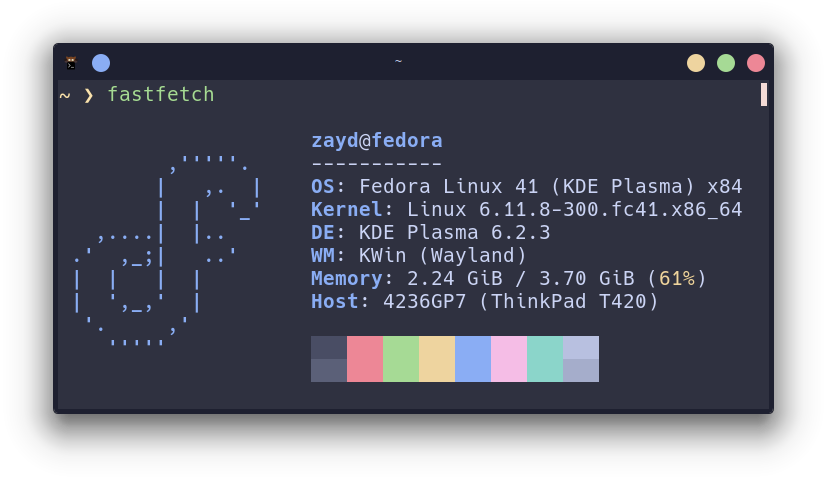 ~
~ ❯ fastfetch
zayd@fedora
-----------
OS: Fedora Linux 41 (KDE Plasma) x84
Kernel: Linux 6.11.8-300.fc41.x86_64
DE: KDE Plasma 6.2.3
WM: KWin (Wayland)
Memory: 2.24 GiB / 3.70 GiB (61%)
Host: 4236GP7 (ThinkPad T420)